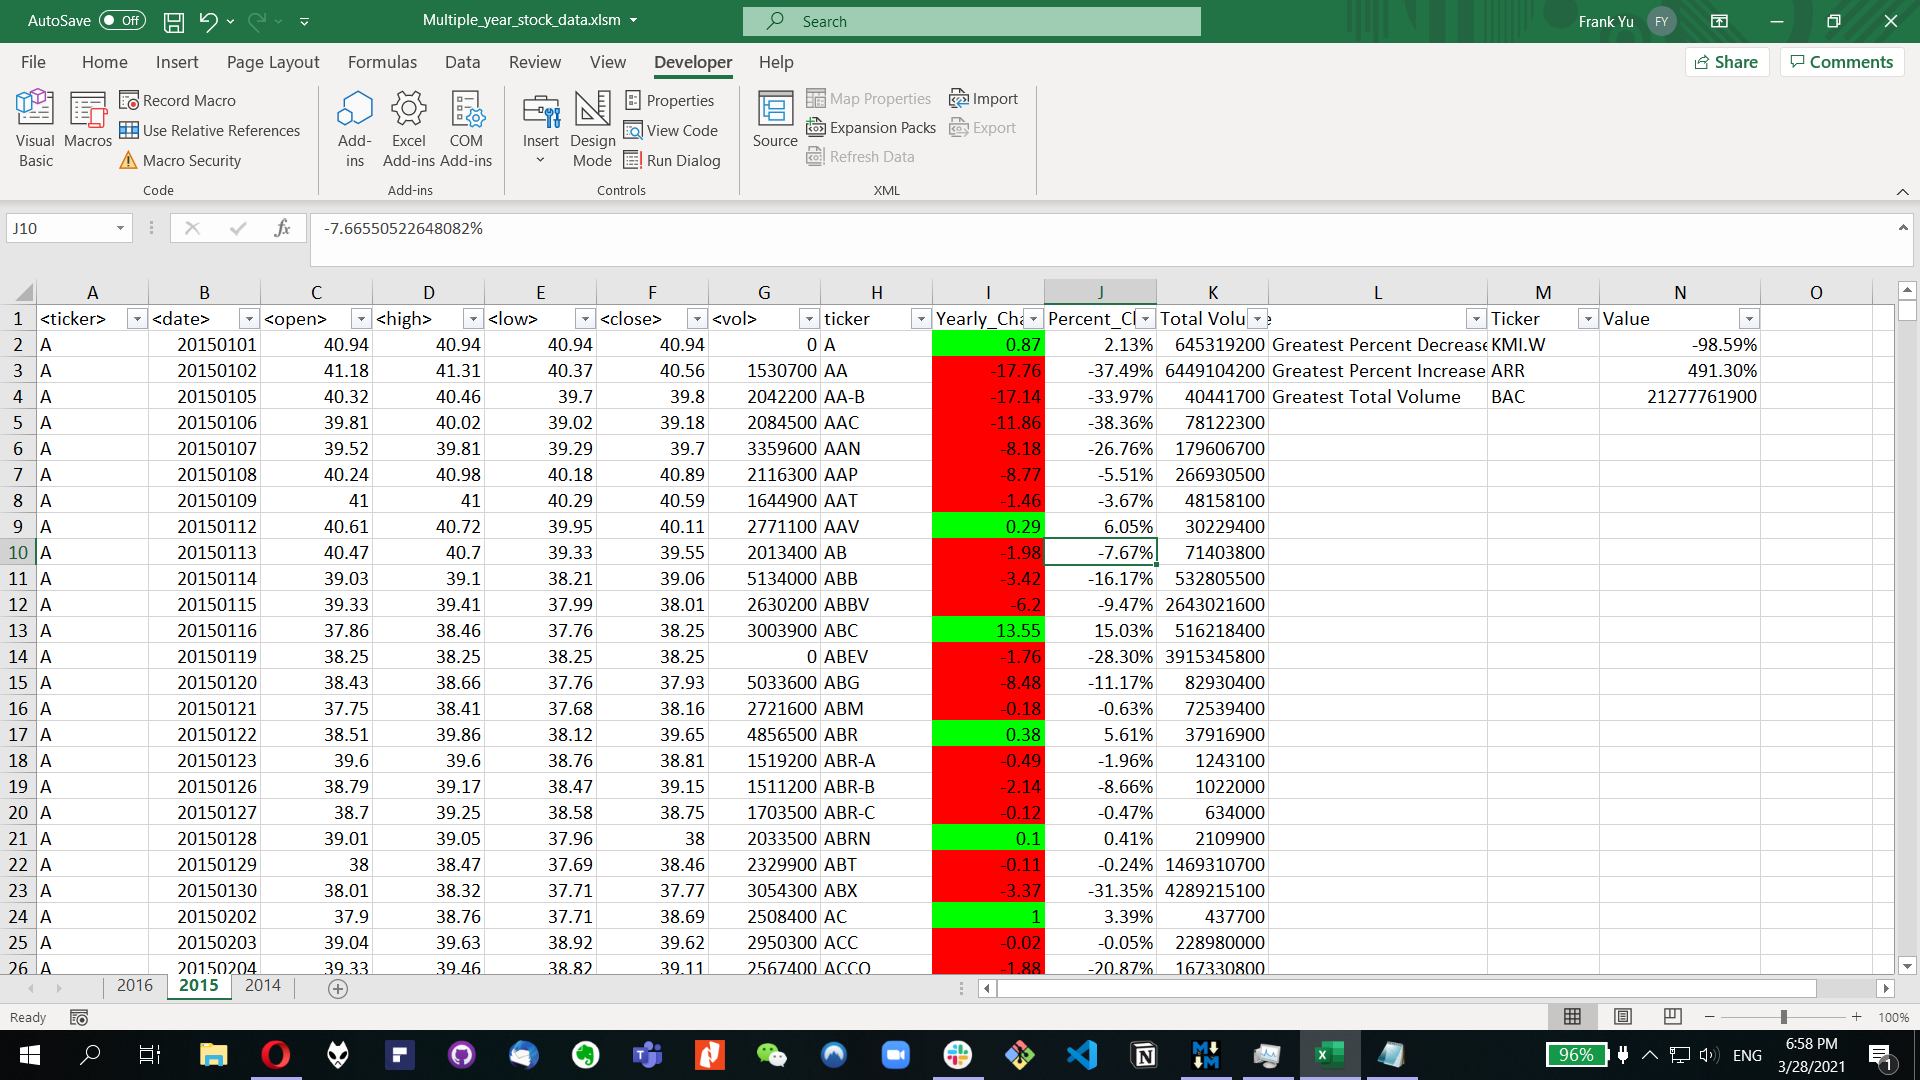 AutoSave Off Multiple_year_stock_data.xlsm Search Frank Yu FY
File Home Insert Page Layout Formulas Data Review View Developer Help Share Comments
Visual Basic Macros Record Macro Use Relative References Macro Security Code
Add-ins Excel Add-ins COM Add-ins Add-ins
Insert Design Mode Properties View Code Run Dialog Controls
Source Map Properties Expansion Packs Refresh Data Import Export XML
J10 fx -7.66550522648082%
A B C D E F G H I J K L M N O
1 <ticker> <date> <open> <high> <low> <close> <vol> ticker Yearly_Cha Percent_Cl Total Volu e Ticker Value
2 A 20150101 40.94 40.94 40.94 40.94 0 A 0.87 2.13% 645319200 Greatest Percent Decrease KMI.W -98.59%
3 A 20150102 41.18 41.31 40.37 40.56 1530700 AA -17.76 -37.49% 6449104200 Greatest Percent Increase ARR 491.30%
4 A 20150105 40.32 40.46 39.7 39.8 2042200 AA-B -17.14 -33.97% 40441700 Greatest Total Volume BAC 21277761900
5 A 20150106 39.81 40.02 39.02 39.18 2084500 AAC -11.86 -38.36% 78122300
6 A 20150107 39.52 39.81 39.29 39.7 3359600 AAN -8.18 -26.76% 179606700
7 A 20150108 40.24 40.98 40.18 40.89 2116300 AAP -8.77 -5.51% 266930500
8 A 20150109 41 41 40.29 40.59 1644900 AAT -1.46 -3.67% 48158100
9 A 20150112 40.61 40.72 39.95 40.11 2771100 AAV 0.29 6.05% 30229400
10 A 20150113 40.47 40.7 39.33 39.55 2013400 AB -1.98 -7.67% 71403800
11 A 20150114 39.03 39.1 38.21 39.06 5134000 ABB -3.42 -16.17% 532805500
12 A 20150115 39.33 39.41 37.99 38.01 2630200 ABBV -6.2 -9.47% 2643021600
13 A 20150116 37.86 38.46 37.76 38.25 3003900 ABC 13.55 15.03% 516218400
14 A 20150119 38.25 38.25 38.25 38.25 0 ABEV -1.76 -28.30% 3915345800
15 A 20150120 38.43 38.66 37.76 37.93 5033600 ABG -8.48 -11.17% 82930400
16 A 20150121 37.75 38.41 37.68 38.16 2721600 ABM -0.18 -0.63% 72539400
17 A 20150122 38.51 39.86 38.12 39.65 4856500 ABR 0.38 5.61% 37916900
18 A 20150123 39.6 39.6 38.76 38.81 1519200 ABR-A -0.49 -1.96% 1243100
19 A 20150126 38.79 39.17 38.47 39.15 1511200 ABR-B -2.14 -8.66% 1022000
20 A 20150127 38.7 39.25 38.58 38.75 1703500 ABR-C -0.12 -0.47% 634000
21 A 20150128 39.01 39.05 37.96 38 2033500 ABRN 0.1 0.41% 2109900
22 A 20150129 38 38.47 37.69 38.46 2329900 ABT -0.11 -0.24% 1469310700
23 A 20150130 38.01 38.32 37.71 37.77 3054300 ABX -3.37 -31.35% 4289215100
24 A 20150202 37.9 38.76 37.71 38.69 2508400 AC 1 3.39% 437700
25 A 20150203 39.04 39.63 38.92 39.62 2950300 ACC -0.02 -0.05% 228980000
26 A 20150204 39.33 39.46 38.82 39.11 2567400 ACCO -1.88 -20.87% 167330800
2016 2015 2014
Ready 100%
96% ENG 6:58 PM
3/28/2021 1